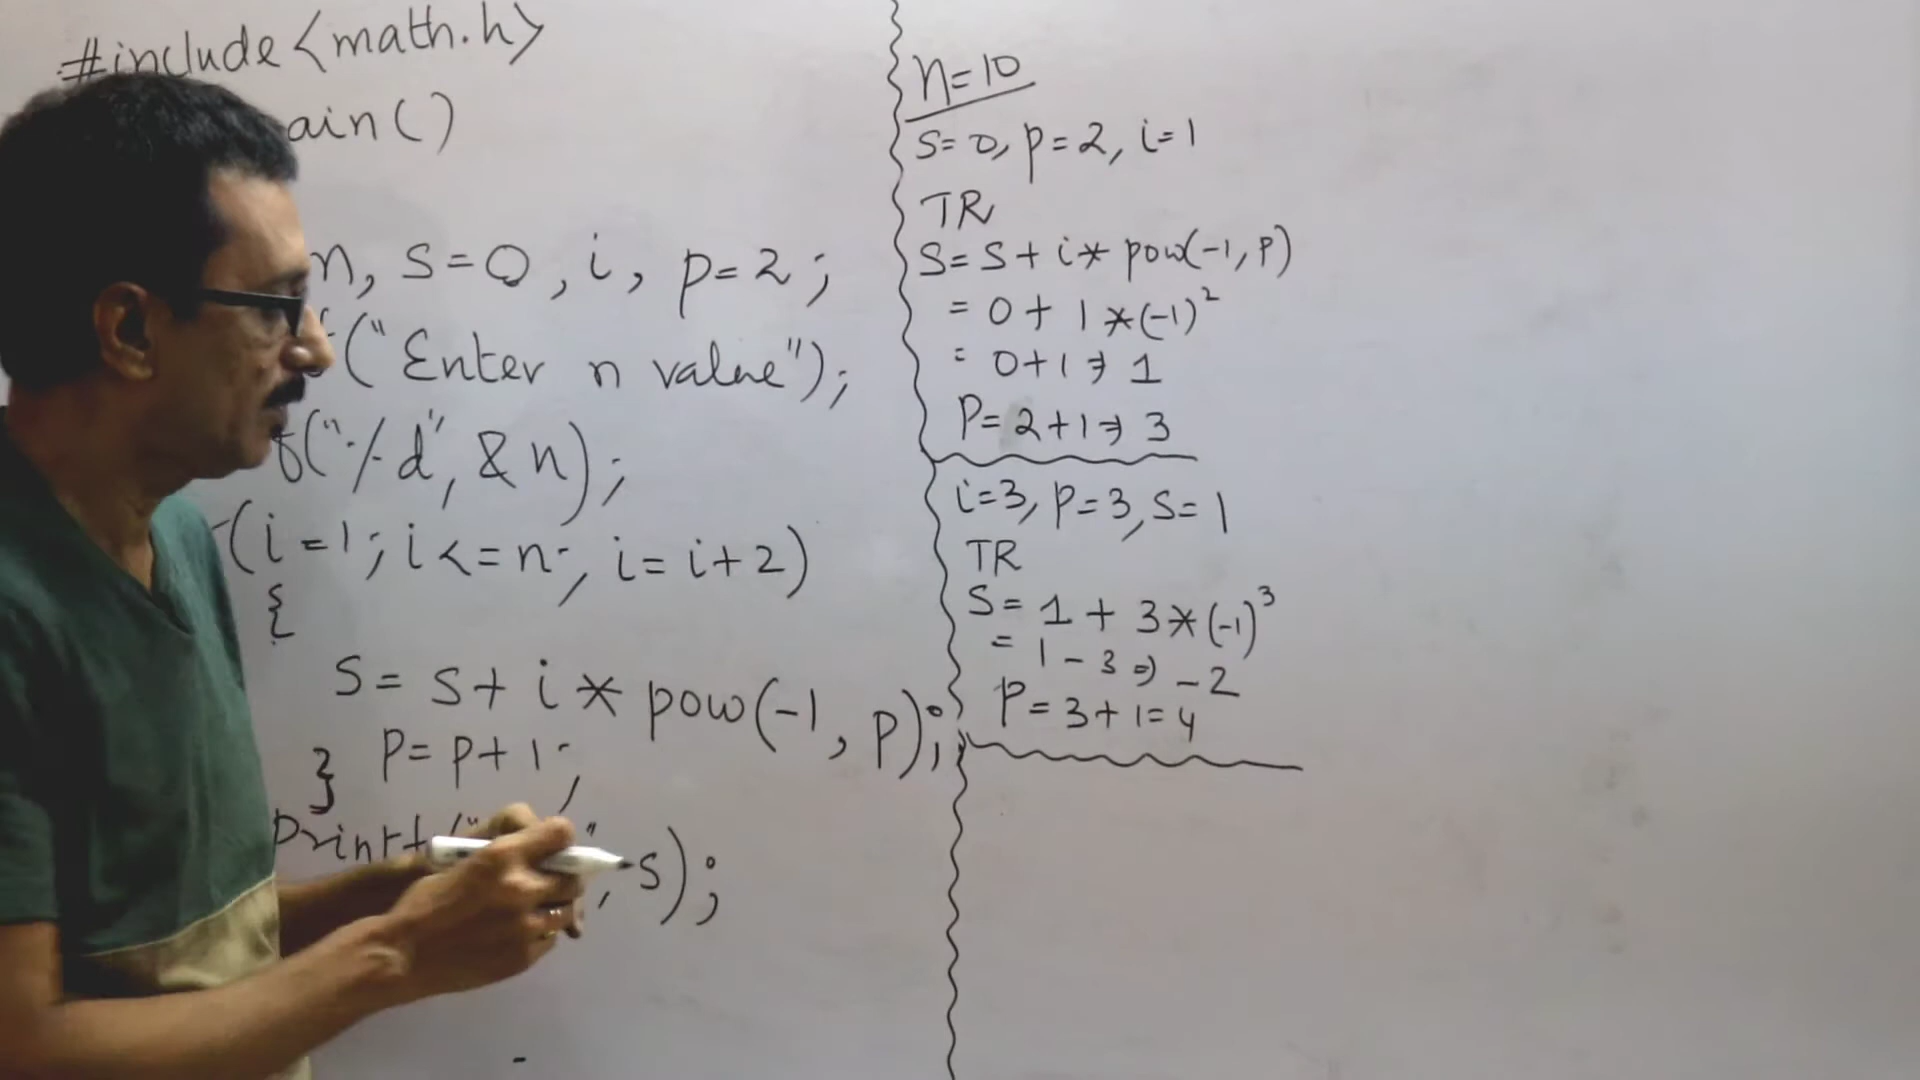 #include <math.h>
ain()
n, s=0, i, p=2;
f("Enter n value");
f("%d", &n);
(i=1; i<=n; i=i+2)
{
s= s+ i * pow(-1, p);
p= p+1;
}
printf(" ", s);
n=10
s=0, p=2, i=1
TR
s= s+ i* pow(-1, p)
= 0+ 1 *(-1)²
= 0+1 ⇒ 1
p= 2+1 ⇒ 3
i=3, p=3, s=1
TR
s= 1 + 3*(-1)³
= 1-3 ⇒ -2
p= 3+1=4